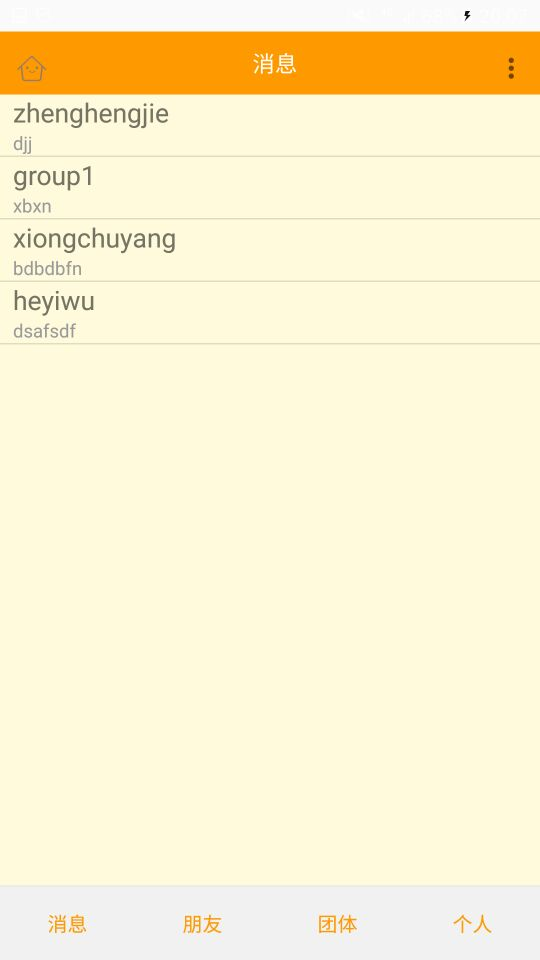 消息
zhenghengjie
djj
group1
xbxn
xiongchuyang
bdbdbfn
heyiwu
dsafsdf
消息
朋友
团体
个人